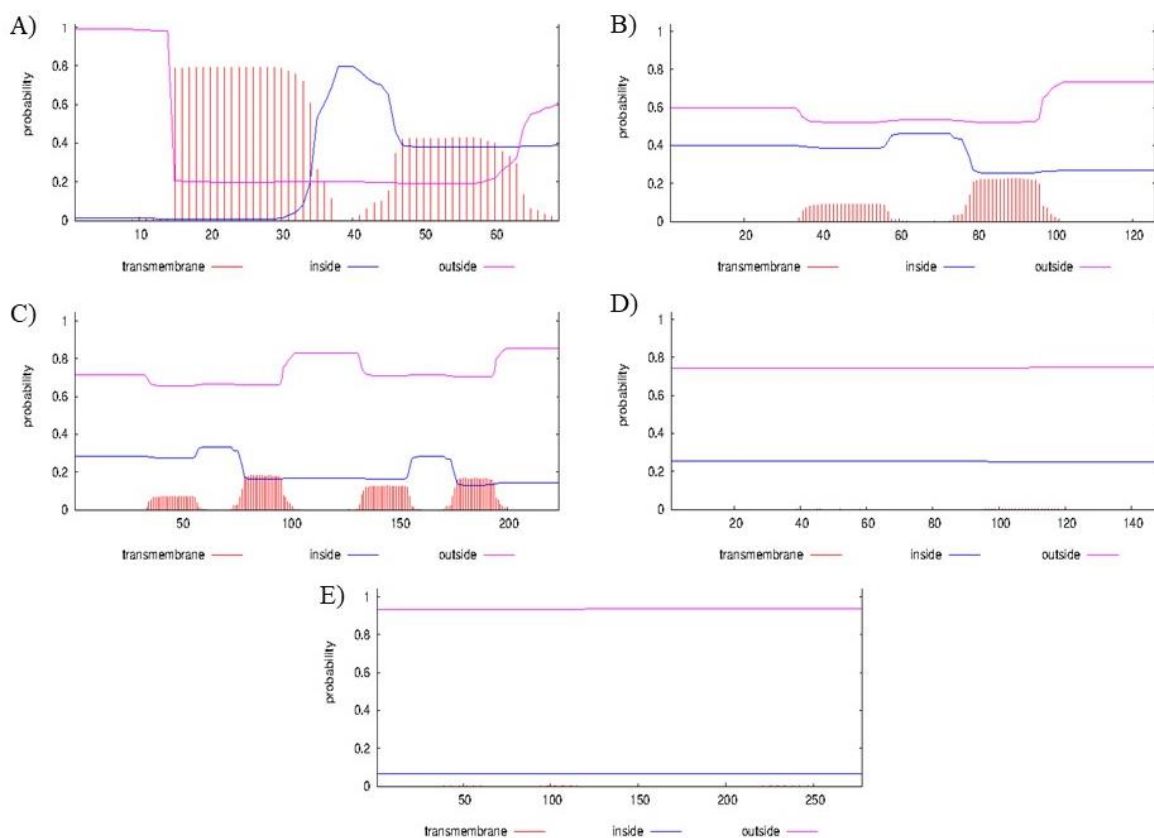 A)
probability
1
0.8
0.6
0.4
0.2
0
10 20 30 40 50 60
transmembrane inside outside
B)
probability
1
0.8
0.6
0.4
0.2
0
20 40 60 80 100 120
transmembrane inside outside
C)
probability
1
0.8
0.6
0.4
0.2
0
50 100 150 200
transmembrane inside outside
D)
probability
1
0.8
0.6
0.4
0.2
0
20 40 60 80 100 120 140
transmembrane inside outside
E)
probability
1
0.8
0.6
0.4
0.2
0
50 100 150 200 250
transmembrane inside outside